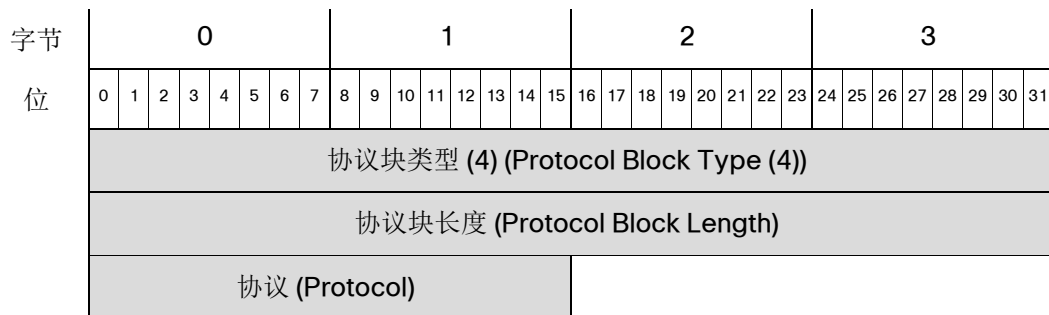 字节 0 1 2 3
位 0 1 2 3 4 5 6 7 8 9 10 11 12 13 14 15 16 17 18 19 20 21 22 23 24 25 26 27 28 29 30 31
协议块类型 (4) (Protocol Block Type (4))
协议块长度 (Protocol Block Length)
协议 (Protocol)